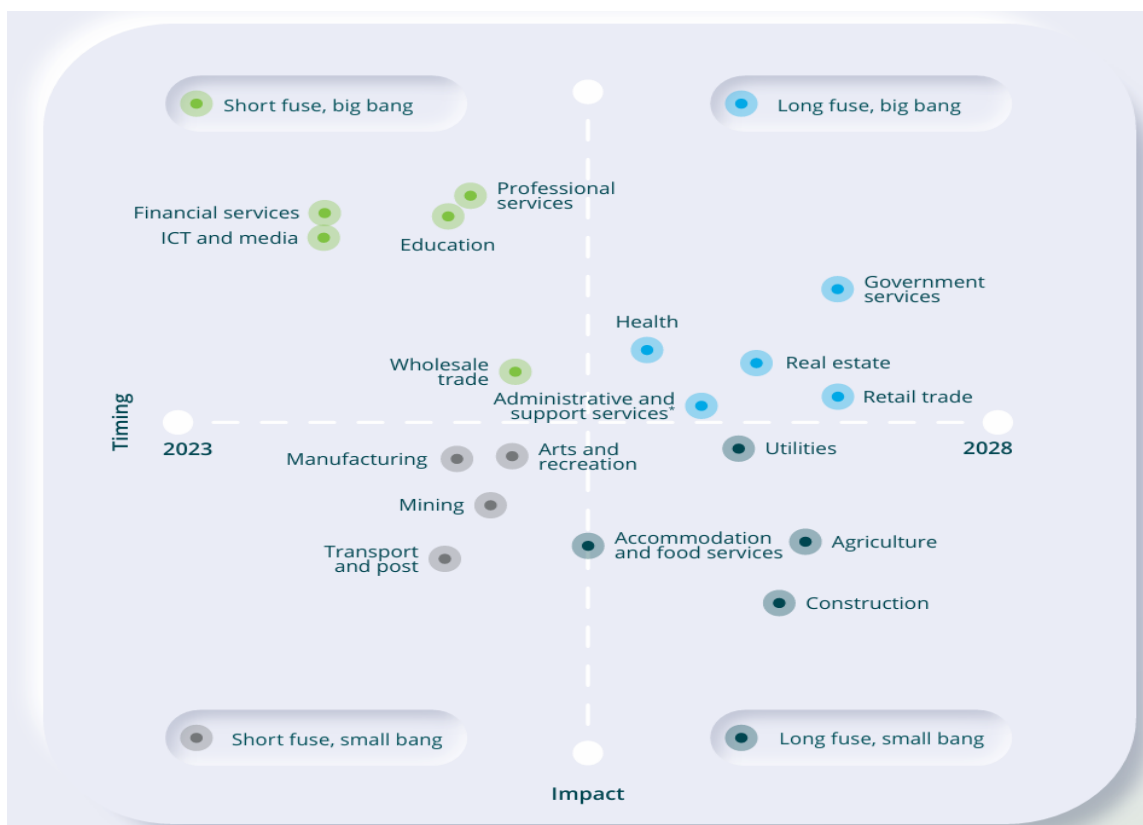 Short fuse, big bang
Long fuse, big bang
Professional
services
Financial services
ICT and media
Education
Government
services
Health
Wholesale
trade
Real estate
Administrative and
support services*
Retail trade
Timing
2023
2028
Manufacturing
Arts and
recreation
Utilities
Mining
Transport
and post
Accommodation
and food services
Agriculture
Construction
Short fuse, small bang
Long fuse, small bang
Impact